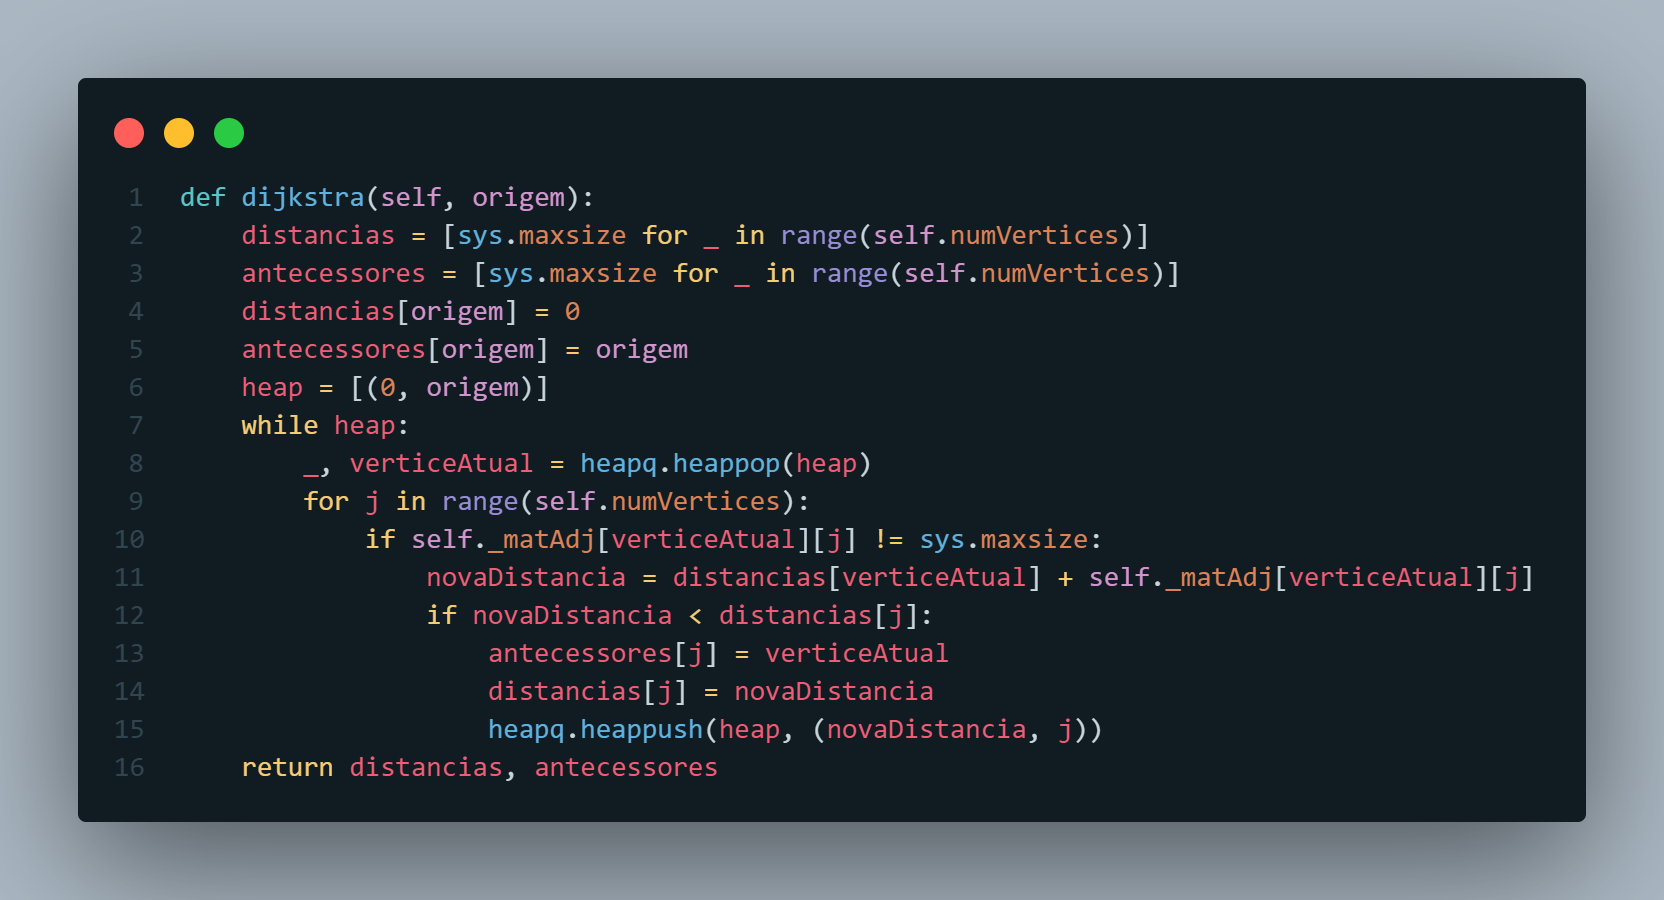 1 def dijkstra(self, origem):
2     distancias = [sys.maxsize for _ in range(self.numVertices)]
3     antecessores = [sys.maxsize for _ in range(self.numVertices)]
4     distancias[origem] = 0
5     antecessores[origem] = origem
6     heap = [(0, origem)]
7     while heap:
8         _, verticeAtual = heapq.heappop(heap)
9         for j in range(self.numVertices):
10             if self._matAdj[verticeAtual][j] != sys.maxsize:
11                 novaDistancia = distancias[verticeAtual] + self._matAdj[verticeAtual][j]
12                 if novaDistancia < distancias[j]:
13                     antecessores[j] = verticeAtual
14                     distancias[j] = novaDistancia
15                     heapq.heappush(heap, (novaDistancia, j))
16     return distancias, antecessores